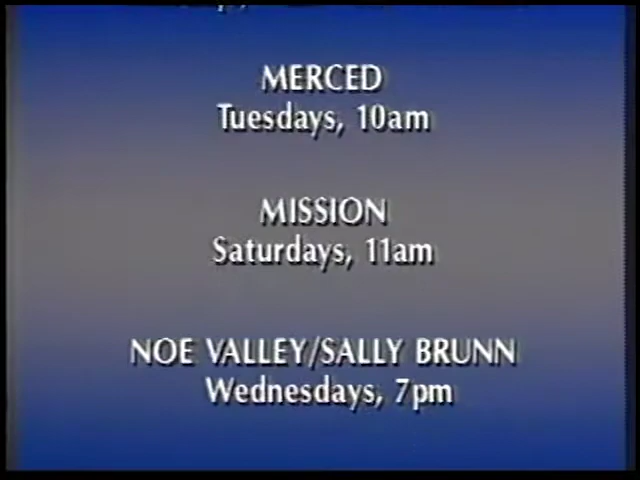 MERCED
Tuesdays, 10am
MISSION
Saturdays, 11am
NOE VALLEY/SALLY BRUNN
Wednesdays, 7pm